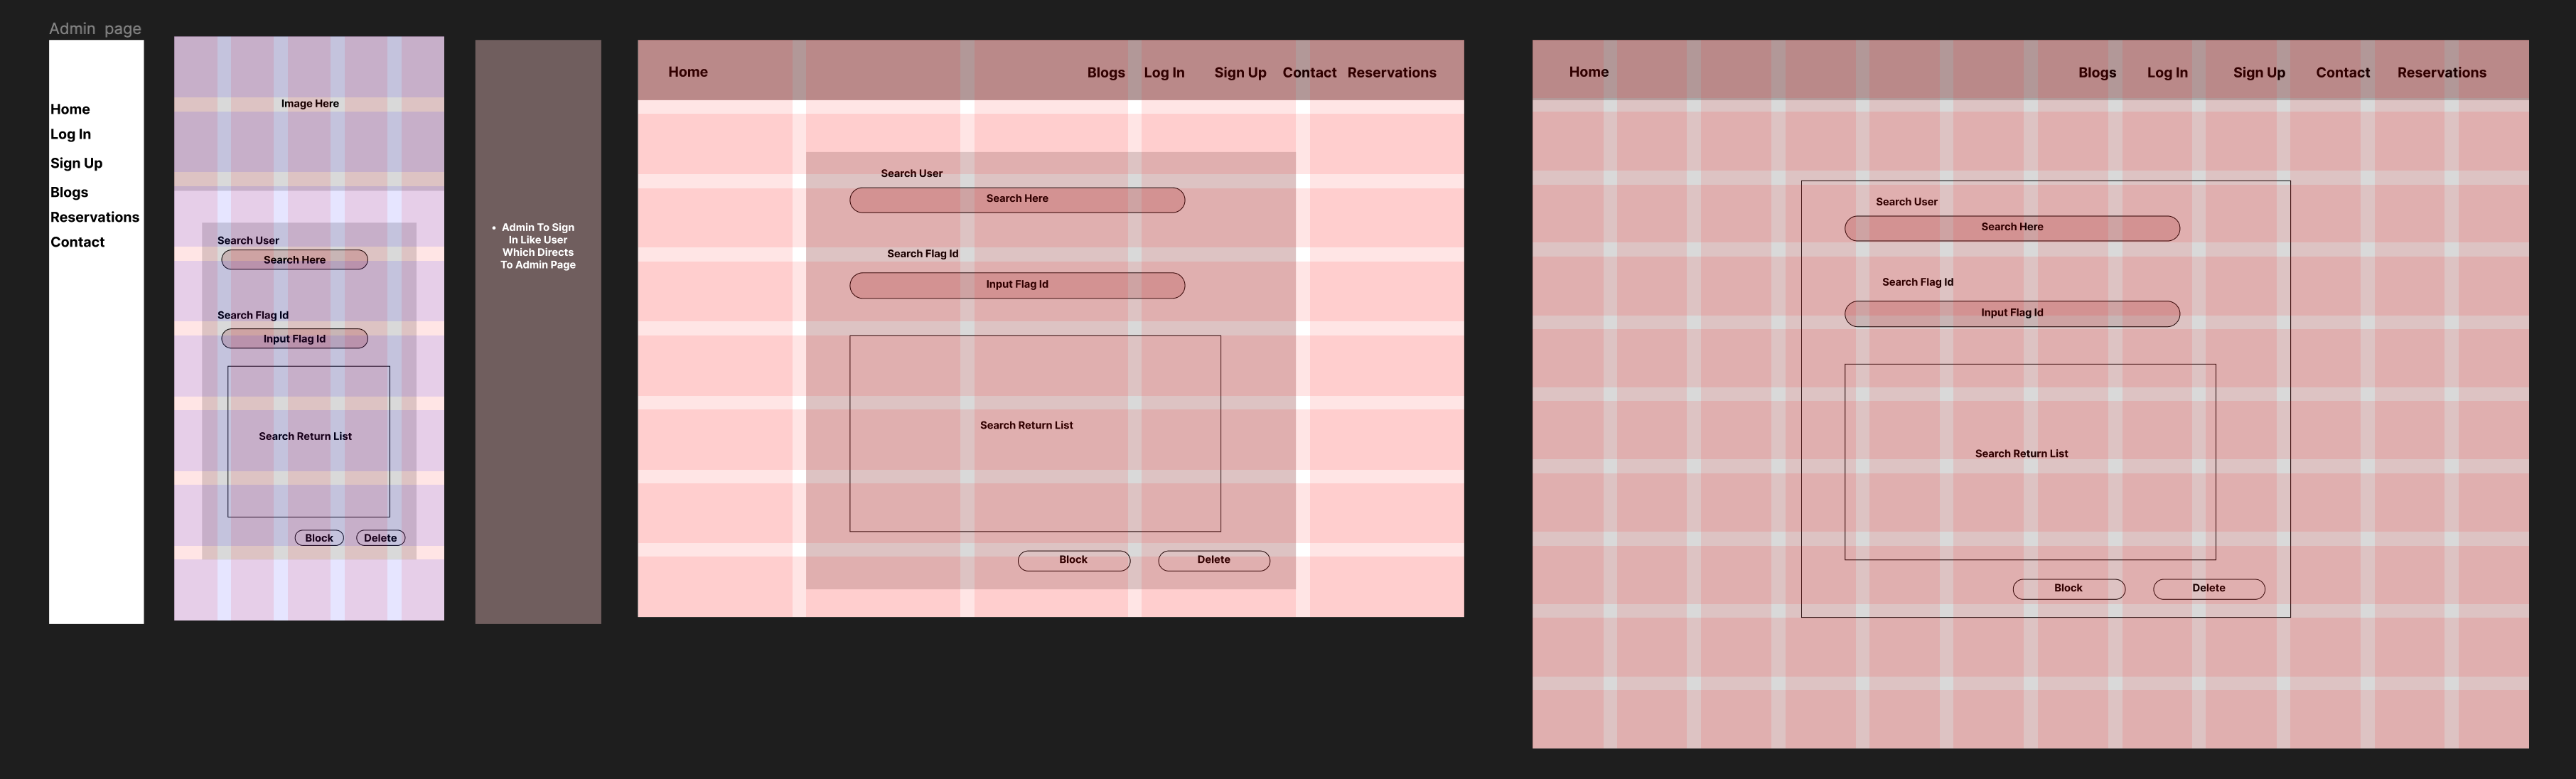 Admin page
Home
Log In
Sign Up
Blogs
Reservations
Contact
Image Here
Search User
Search Here
Search Flag Id
Input Flag Id
Search Return List
Block Delete
• Admin To Sign
In Like User
Which Directs
To Admin Page
Home Blogs Log In Sign Up Contact Reservations
Search User
Search Here
Search Flag Id
Input Flag Id
Search Return List
Block Delete
Home Blogs Log In Sign Up Contact Reservations
Search User
Search Here
Search Flag Id
Input Flag Id
Search Return List
Block Delete